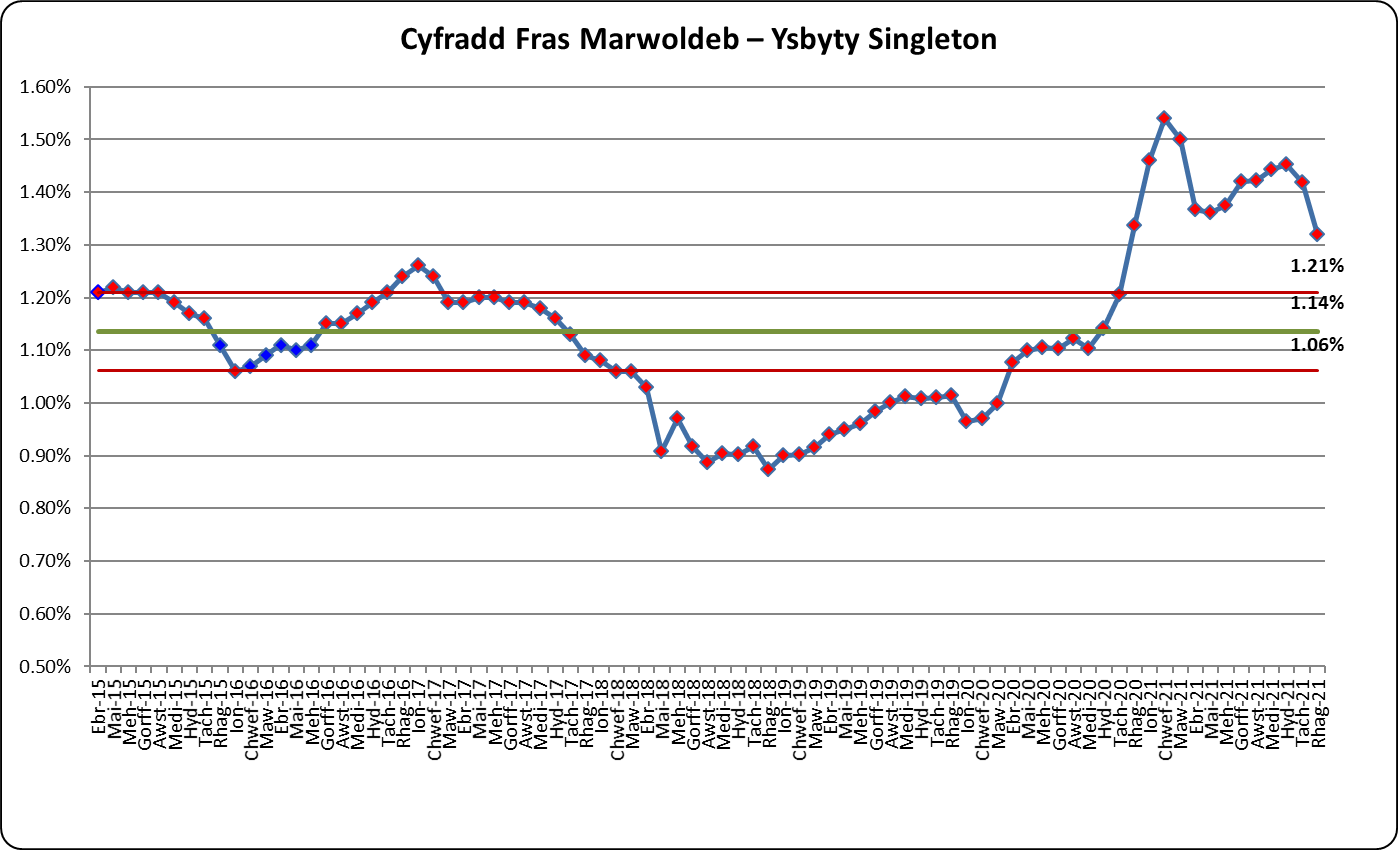 Cyfradd Fras Marwoldeb – Ysbyty Singleton
1.60%
1.50%
1.40%
1.30%
1.20%
1.10%
1.00%
0.90%
0.80%
0.70%
0.60%
0.50%
1.21%
1.14%
1.06%
Ebr-15
Mai-15
Meh-15
Gorff-15
Awst-15
Medi-15
Hyd-15
Tach-15
Rhag-15
Ion-16
Chwef-16
Maw-16
Ebr-16
Mai-16
Meh-16
Gorff-16
Awst-16
Medi-16
Hyd-16
Tach-16
Rhag-16
Ion-17
Chwef-17
Maw-17
Ebr-17
Mai-17
Meh-17
Gorff-17
Awst-17
Medi-17
Hyd-17
Tach-17
Rhag-17
Ion-18
Chwef-18
Maw-18
Ebr-18
Mai-18
Meh-18
Gorff-18
Awst-18
Medi-18
Hyd-18
Tach-18
Rhag-18
Ion-19
Chwef-19
Maw-19
Ebr-19
Mai-19
Meh-19
Gorff-19
Awst-19
Medi-19
Hyd-19
Tach-19
Rhag-19
Ion-20
Chwef-20
Maw-20
Ebr-20
Mai-20
Meh-20
Gorff-20
Awst-20
Medi-20
Hyd-20
Tach-20
Rhag-20
Ion-21
Chwef-21
Maw-21
Ebr-21
Mai-21
Meh-21
Gorff-21
Awst-21
Medi-21
Hyd-21
Tach-21
Rhag-21